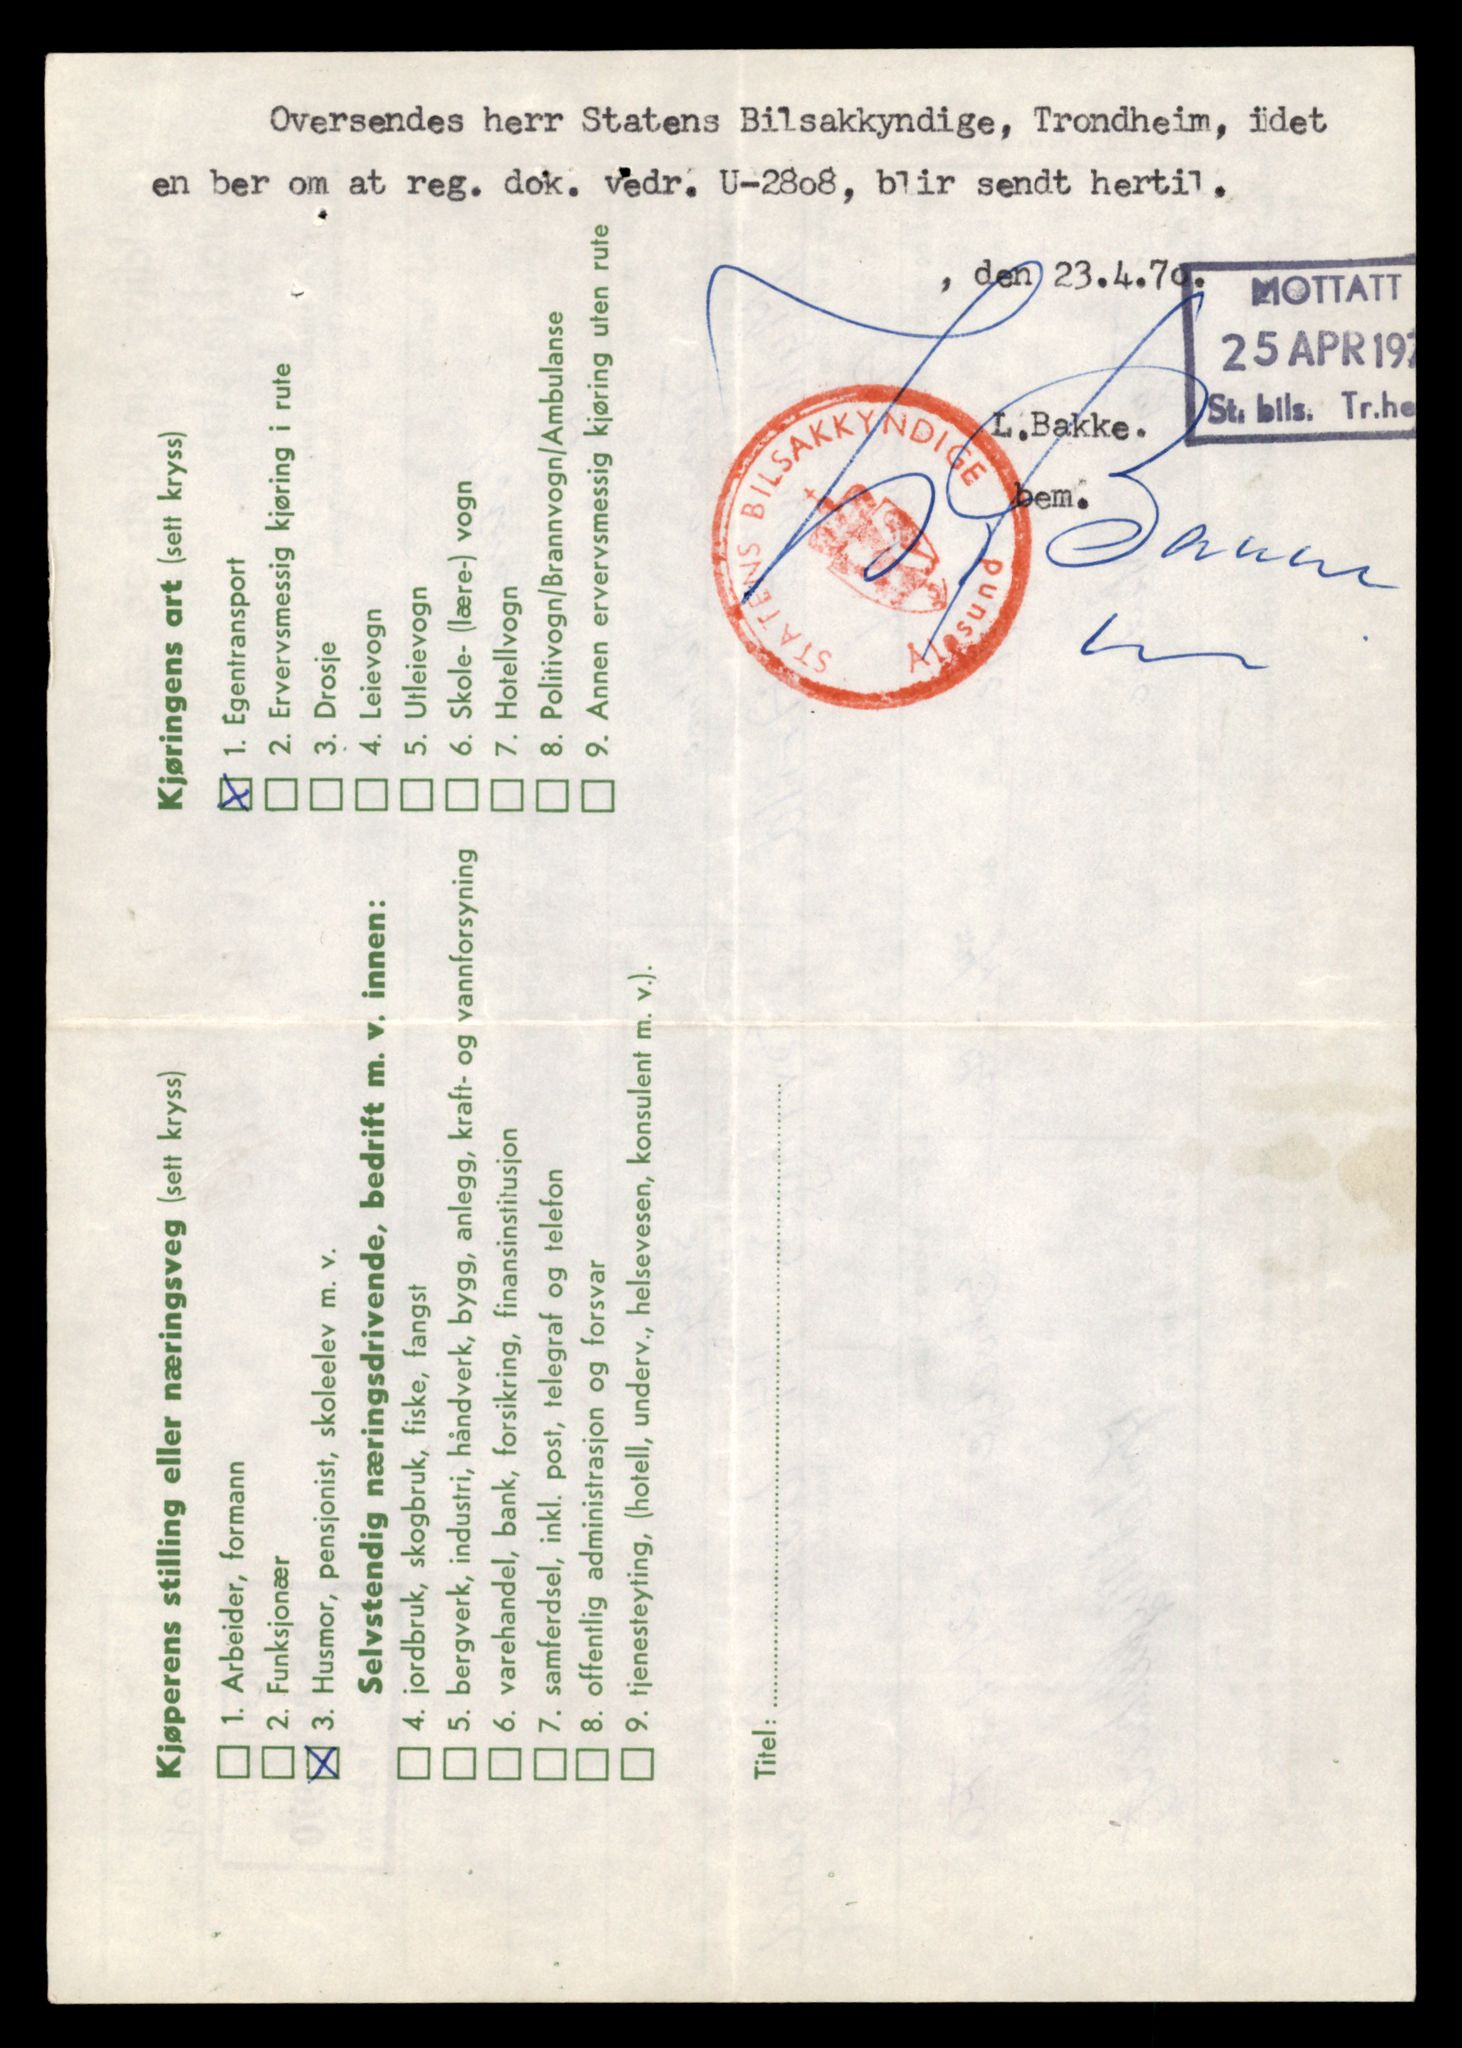 Oversendes herr Statens Bilsakkyndige, Trondheim, idet
en ber om at reg. dok. vedr. U-28o8, blir sendt hertil.
, den 23.4.7o.
MOTTATT
25 APR 197
St. bils. Tr.he
L.Bakke.
bem.
STATENS BILSAKKYNDIGE
Ålesund
Kjøringens art (sett kryss)
X 1. Egentransport
2. Ervervsmessig kjøring i rute
3. Drosje
4. Leievogn
5. Utleievogn
6. Skole- (lære-) vogn
7. Hotellvogn
8. Politivogn/Brannvogn/Ambulanse
9. Annen ervervsmessig kjøring uten rute
Kjøperens stilling eller næringsveg (sett kryss)
1. Arbeider, formann
2. Funksjonær
X 3. Husmor, pensjonist, skoleelev m. v.
Selvstendig næringsdrivende, bedrift m. v. innen:
4. jordbruk, skogbruk, fiske, fangst
5. bergverk, industri, håndverk, bygg, anlegg, kraft- og vannforsyning
6. varehandel, bank, forsikring, finansinstitusjon
7. samferdsel, inkl. post, telegraf og telefon
8. offentlig administrasjon og forsvar
9. tjenesteyting, (hotell, underv., helsevesen, konsulent m. v.).
Titel: